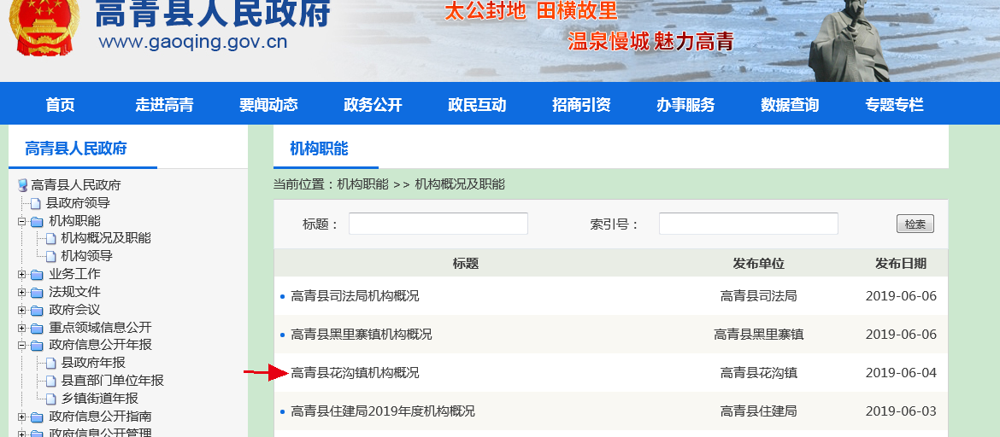 高青县人民政府
www.gaoqing.gov.cn
太公封地 田横故里
温泉慢城 魅力高青
首页 走进高青 要闻动态 政务公开 政民互动 招商引资 办事服务 数据查询 专题专栏
高青县人民政府
高青县人民政府
县政府领导
机构职能
机构概况及职能
机构领导
业务工作
法规文件
政府会议
重点领域信息公开
政府信息公开年报
县政府年报
县直部门单位年报
乡镇街道年报
政府信息公开指南
政府信息公开管理
机构职能
当前位置：机构职能 >> 机构概况及职能
标题： 索引号： 检索
标题 发布单位 发布日期
高青县司法局机构概况 高青县司法局 2019-06-06
高青县黑里寨镇机构概况 高青县黑里寨镇 2019-06-06
高青县花沟镇机构概况 高青县花沟镇 2019-06-04
高青县住建局2019年度机构概况 高青县住建局 2019-06-03